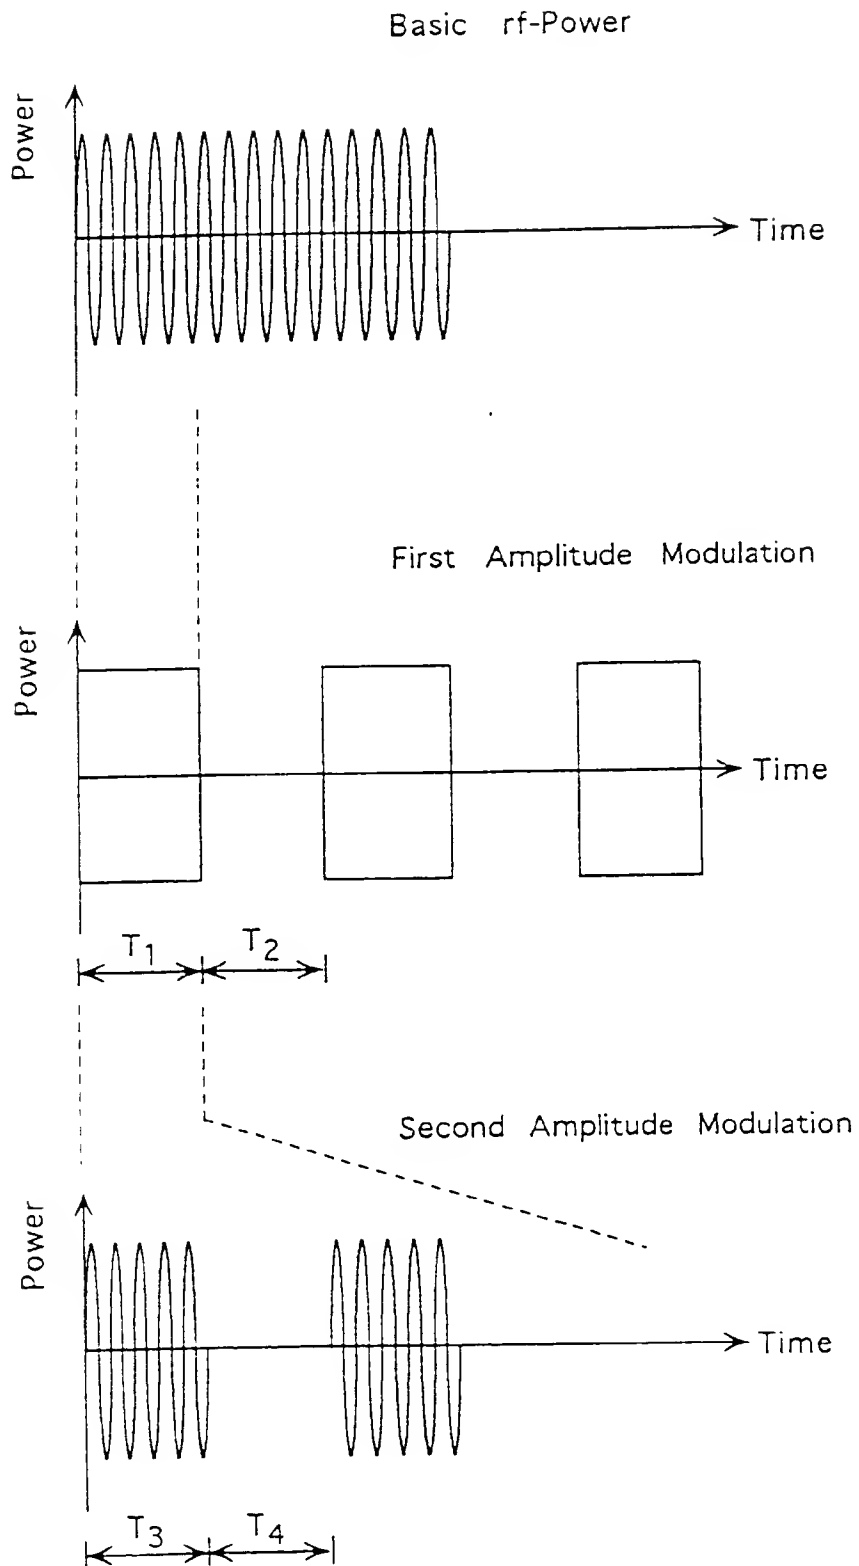 Basic rf-Power
Power
Time
First Amplitude Modulation
Power
Time
T1 T2
Second Amplitude Modulation
Power
Time
T3 T4